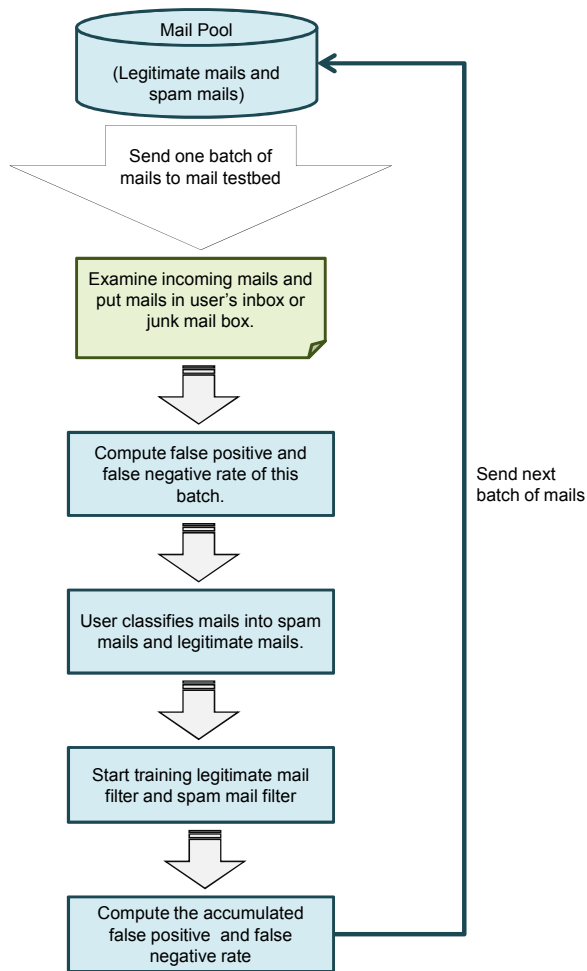 Mail Pool
(Legitimate mails and
spam mails)
Send one batch of
mails to mail testbed
Examine incoming mails and
put mails in user’s inbox or
junk mail box.
Compute false positive and
false negative rate of this
batch.
Send next
batch of mails
User classifies mails into spam
mails and legitimate mails.
Start training legitimate mail
filter and spam mail filter
Compute the accumulated
false positive and false
negative rate